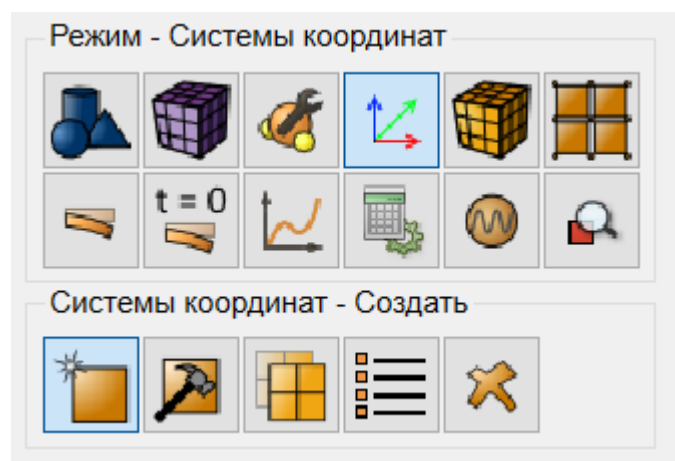 Режим - Системы координат
t = 0
Системы координат - Создать